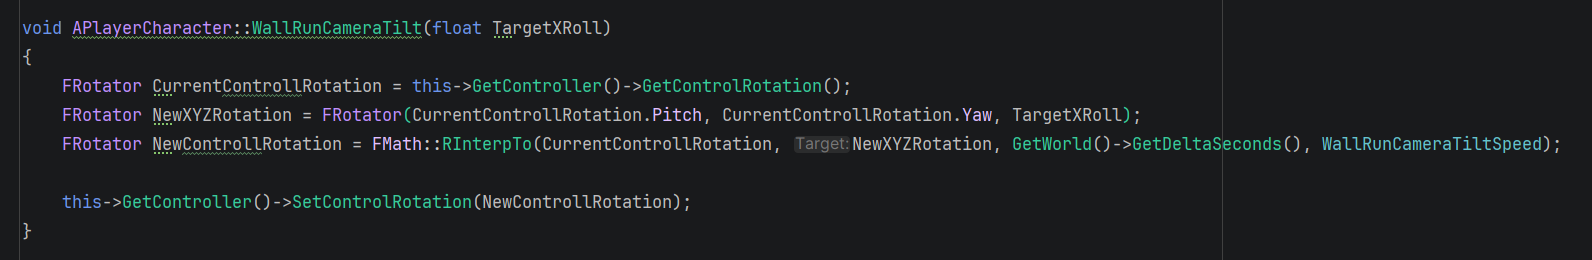 void APlayerCharacter::WallRunCameraTilt(float TargetXRoll)
{
    FRotator CurrentControllRotation = this->GetController()->GetControlRotation();
    FRotator NewXYZRotation = FRotator(CurrentControllRotation.Pitch, CurrentControllRotation.Yaw, TargetXRoll);
    FRotator NewControllRotation = FMath::RInterpTo(CurrentControllRotation, Target: NewXYZRotation, GetWorld()->GetDeltaSeconds(), WallRunCameraTiltSpeed);
    this->GetController()->SetControlRotation(NewControllRotation);
}